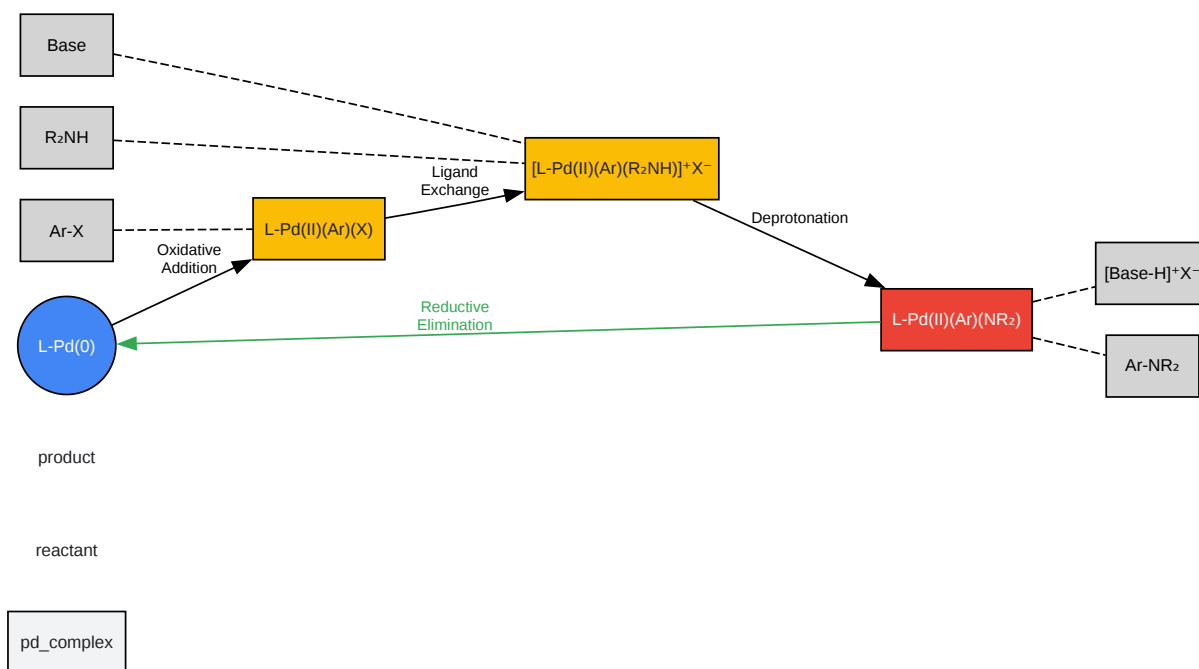 Base
R₂NH
Ar-X
L-Pd(0)
Oxidative
Addition
L-Pd(II)(Ar)(X)
Ligand
Exchange
[L-Pd(II)(Ar)(R₂NH)]⁺X⁻
Deprotonation
L-Pd(II)(Ar)(NR₂)
Reductive
Elimination
[Base-H]⁺X⁻
Ar-NR₂
product
reactant
pd_complex